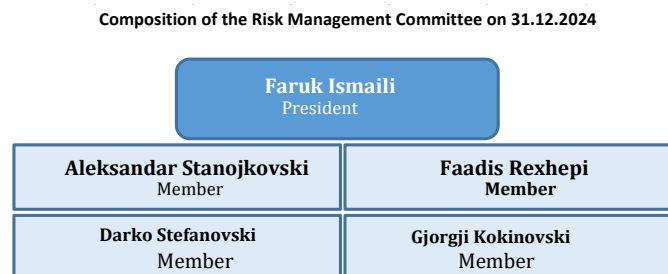 Composition of the Risk Management Committee on 31.12.2024
Faruk Ismaili
President
Aleksandar Stanojkovski
Member
Faadis Rexhepi
Member
Darko Stefanovski
Member
Gjorgji Kokinovski
Member